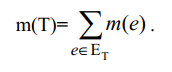 m(T)= ∑ m(e) .
e∈E_T